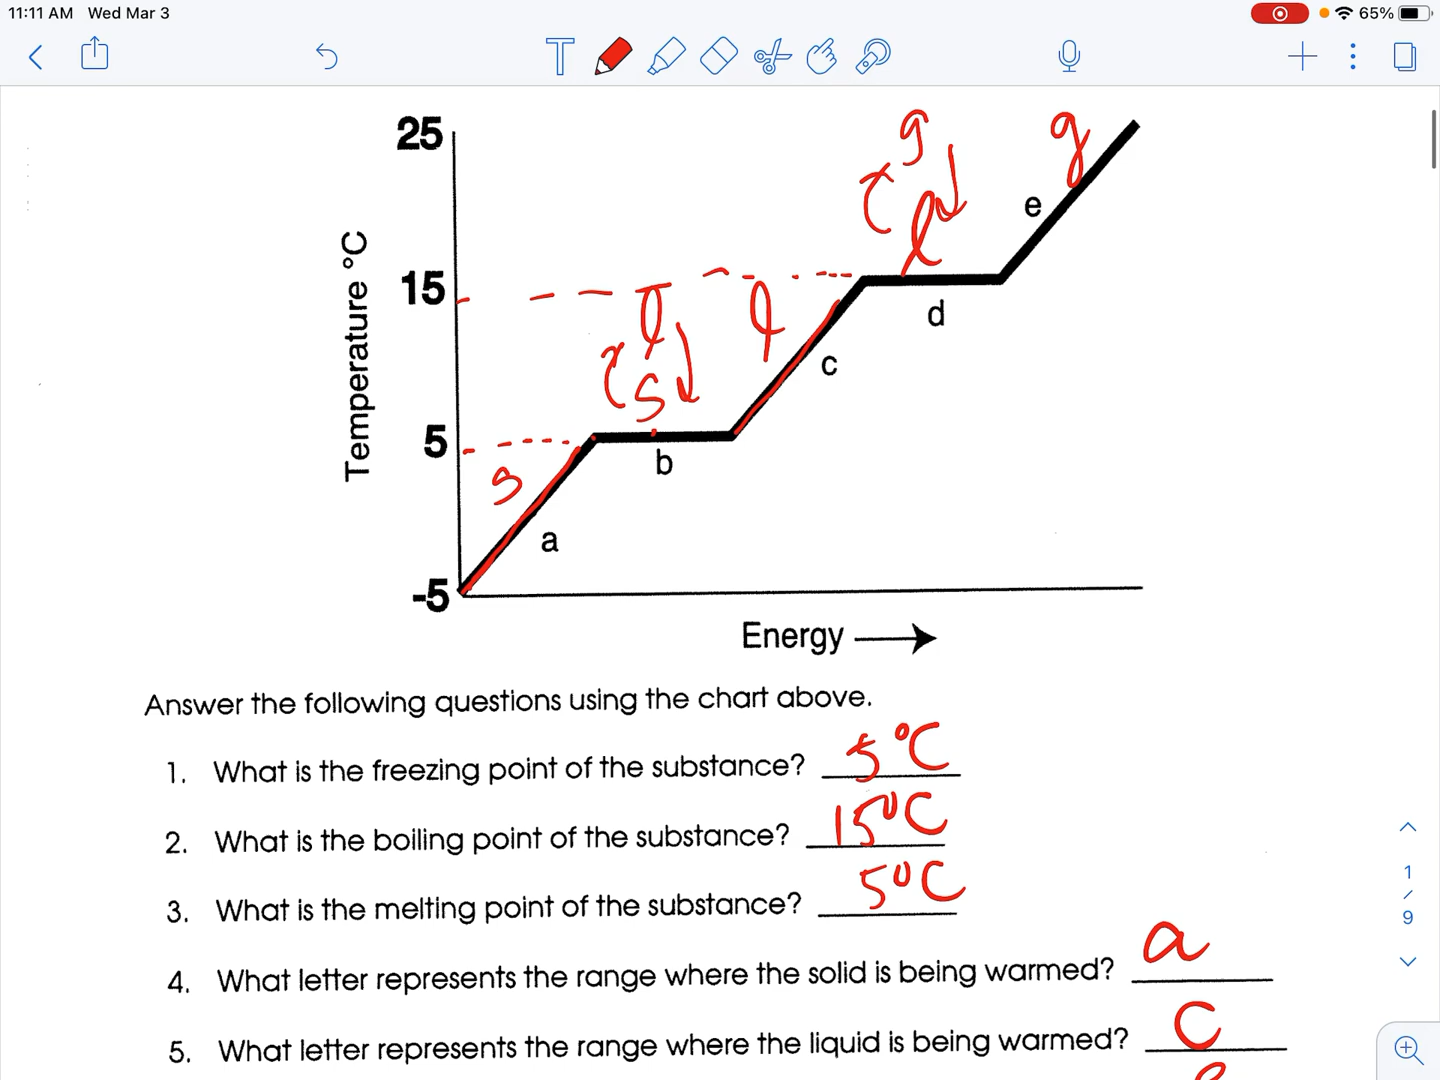 11:11 AM Wed Mar 3
65%
T
25
g
g
l
e
15
d
l
l
s
c
Temperature °C
5
b
s
a
-5
Energy
Answer the following questions using the chart above.
1. What is the freezing point of the substance? 5°C
2. What is the boiling point of the substance? 15°C
3. What is the melting point of the substance? 5°C
4. What letter represents the range where the solid is being warmed? a
5. What letter represents the range where the liquid is being warmed? c
1
/
9